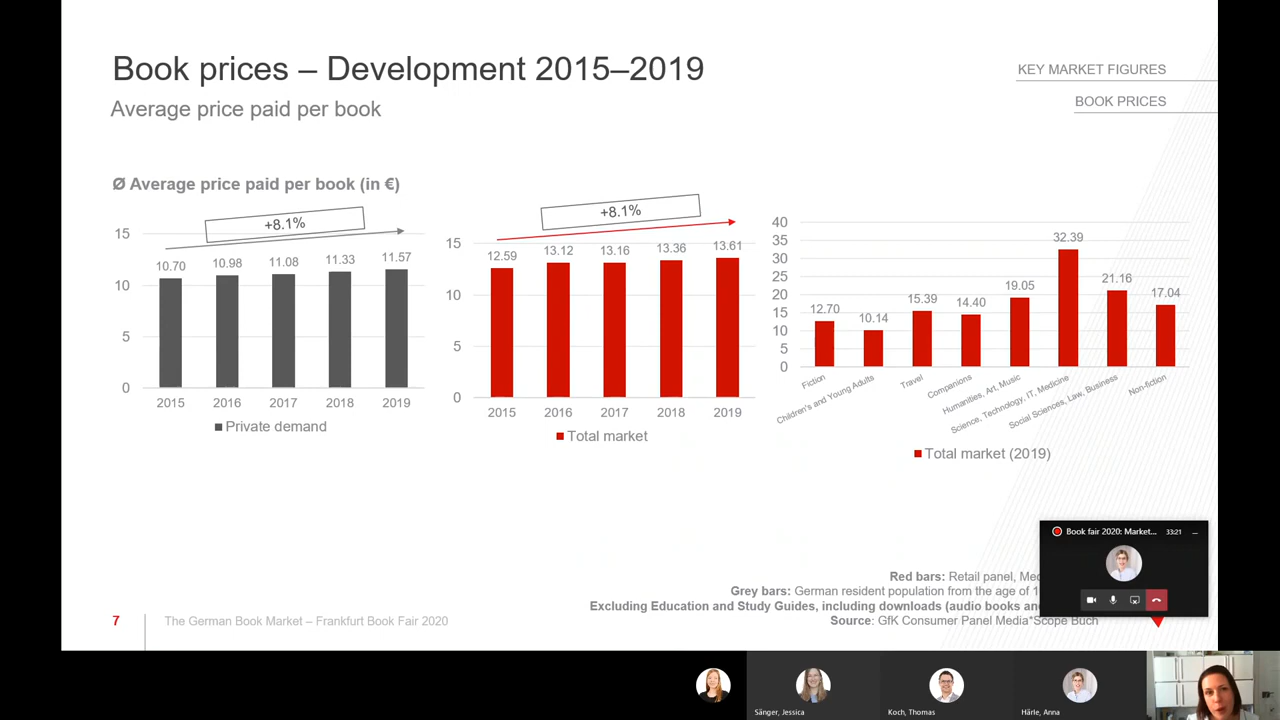 Book prices – Development 2015–2019
Average price paid per book
KEY MARKET FIGURES
BOOK PRICES
Ø Average price paid per book (in €)
+8.1%
15
10
5
0
10.70 10.98 11.08 11.33 11.57
2015 2016 2017 2018 2019
Private demand
+8.1%
15
10
5
0
12.59 13.12 13.16 13.36 13.61
2015 2016 2017 2018 2019
Total market
40
35
30
25
20
15
10
5
0
12.70 10.14 15.39 14.40 19.05 32.39 21.16 17.04
Fiction
Children's and Young Adults
Travel
Companions
Humanities, Art, Music
Science, Technology, IT, Medicine
Social Sciences, Law, Business
Non-fiction
Total market (2019)
Book fair 2020: Market... 33:21
Red bars: Retail panel,
Grey bars: German resident population from the age of
Excluding Education and Study Guides, including downloads (audio books
Source: GfK Consumer Panel Media*Scope Buch
7 The German Book Market – Frankfurt Book Fair 2020
Sänger, Jessica
Koch, Thomas
Härle, Anna